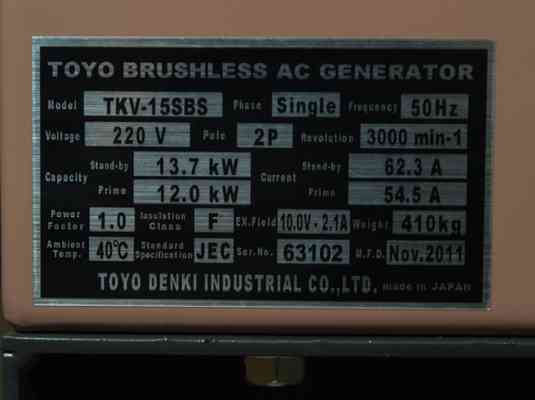 TOYO BRUSHLESS AC GENERATOR
Model TKV-15SBS Phase Single Frequency 50Hz
Voltage 220 V Pole 2P Revolution 3000 min-1
Capacity Stand-by 13.7 kW Current Stand-by 62.3 A
Prime 12.0 kW Prime 54.5 A
Power Factor 1.0 Insulation Class F EX.Field 10.0V-2.1A Weight 410kg
Ambient Temp. 40℃ Standard Specification JEC Ser.No. 63102 M.F.D. Nov.2011
TOYO DENKI INDUSTRIAL CO.,LTD. made in JAPAN